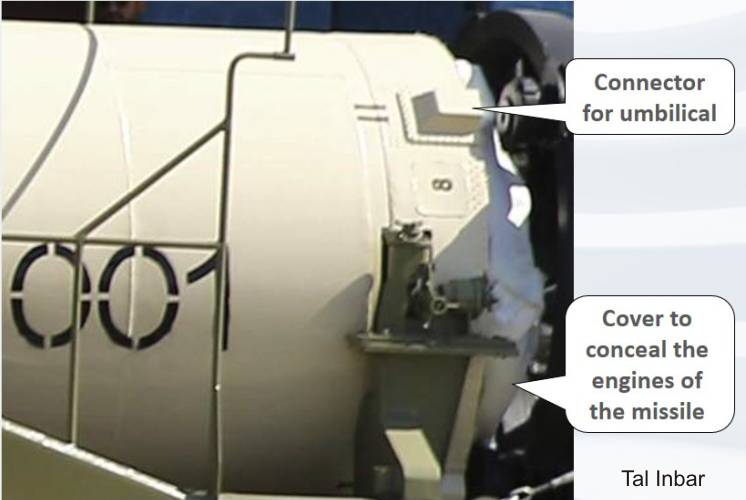 Connector
for umbilical
8
001
Cover to
conceal the
engines of
the missile
Tal Inbar